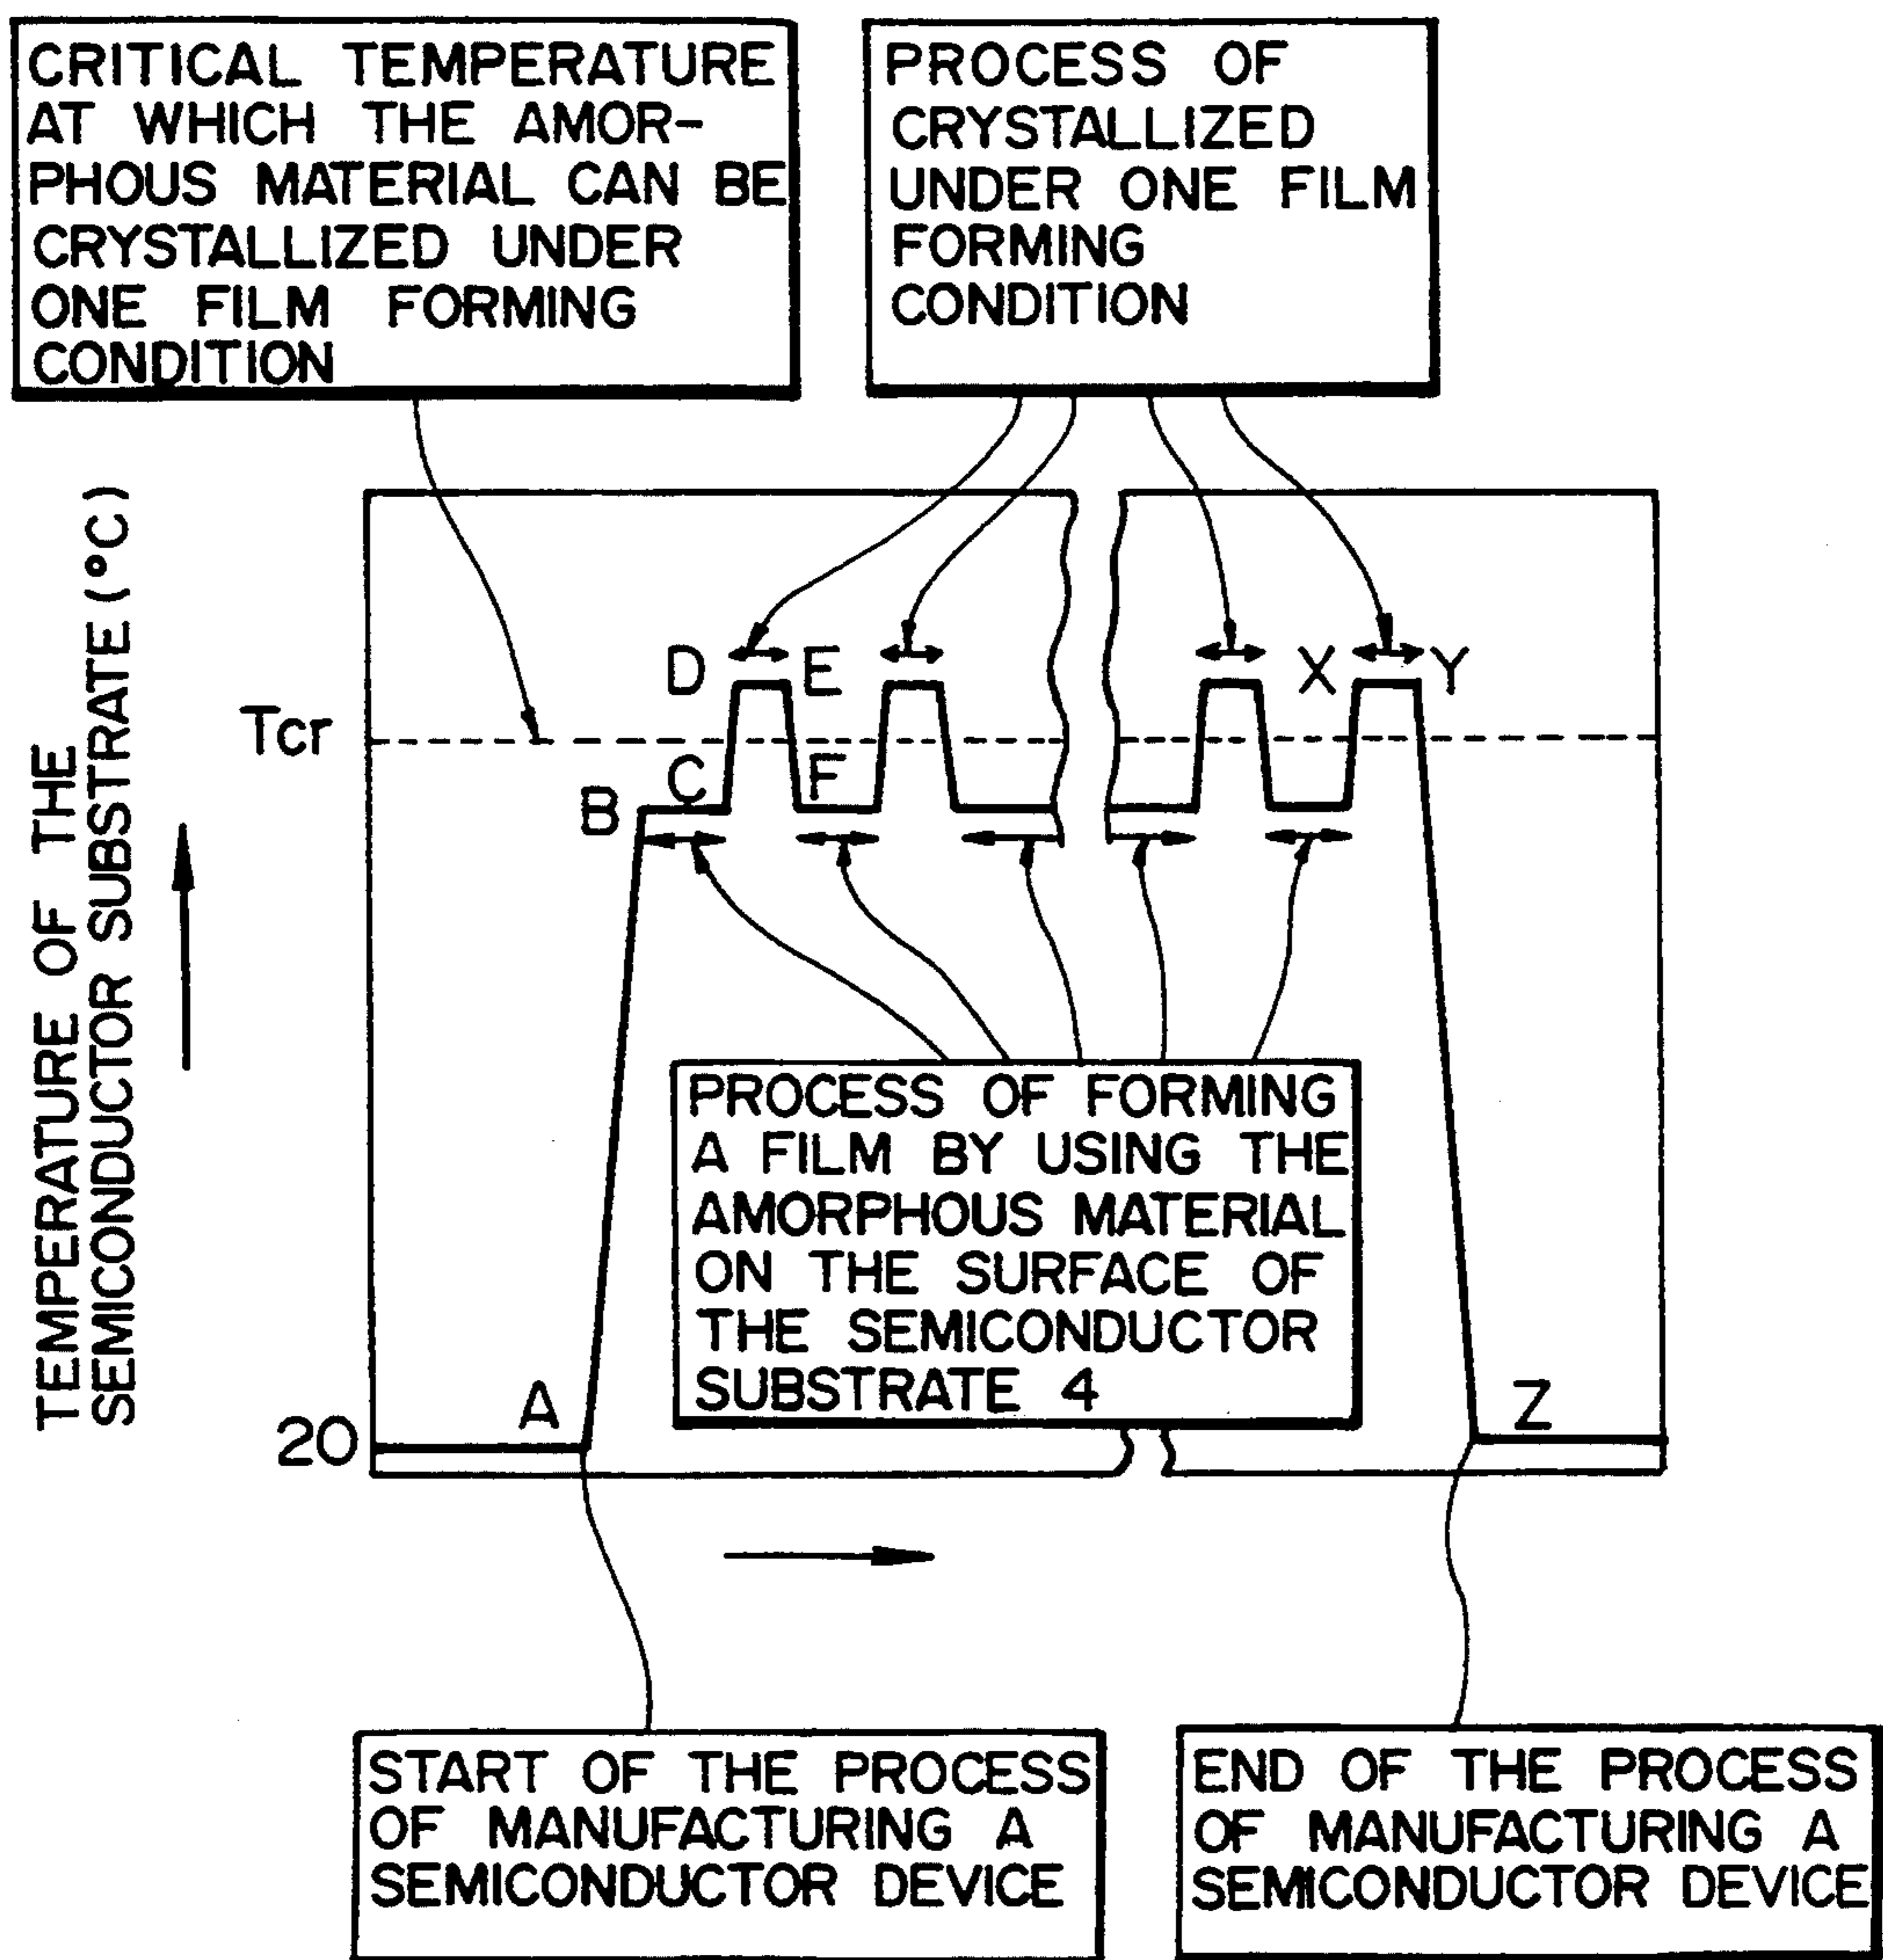 CRITICAL TEMPERATURE
AT WHICH THE AMOR-
PHOUS MATERIAL CAN BE
CRYSTALLIZED UNDER
ONE FILM FORMING
CONDITION
PROCESS OF
CRYSTALLIZED
UNDER ONE FILM
FORMING
CONDITION
TEMPERATURE OF THE
SEMICONDUCTOR SUBSTRATE (°C)
D
E
X
Y
Tcr
C
F
B
PROCESS OF FORMING
A FILM BY USING THE
AMORPHOUS MATERIAL
ON THE SURFACE OF
THE SEMICONDUCTOR
SUBSTRATE 4
A
Z
20
START OF THE PROCESS
OF MANUFACTURING A
SEMICONDUCTOR DEVICE
END OF THE PROCESS
OF MANUFACTURING A
SEMICONDUCTOR DEVICE